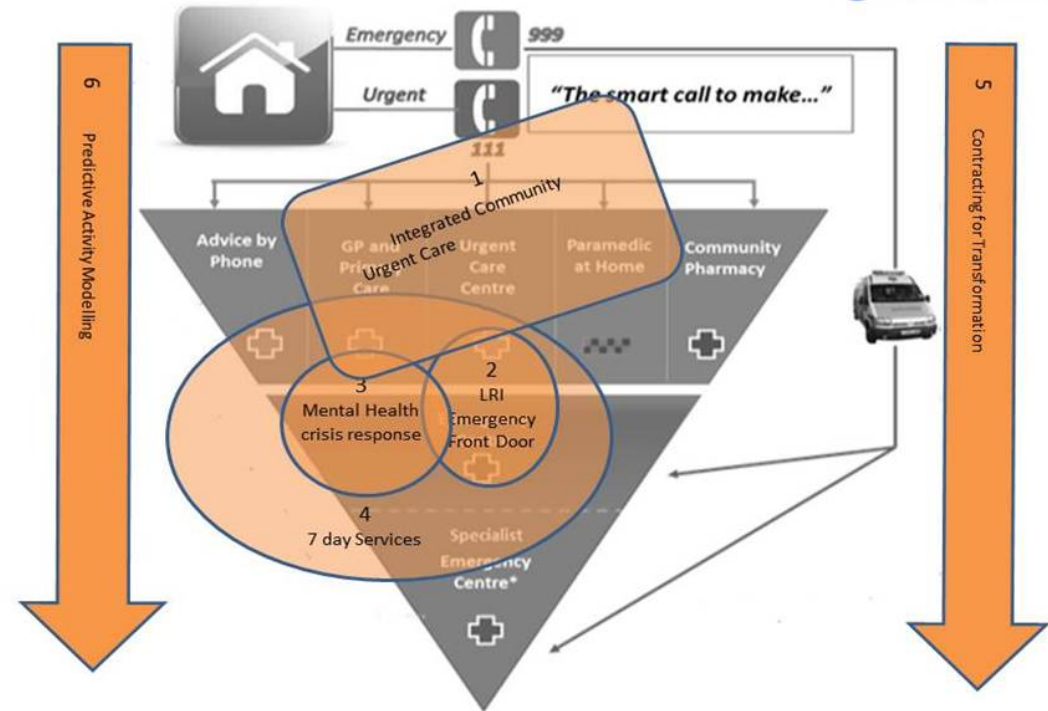 Emergency
999
Urgent
"The smart call to make..."
111
6
Predictive Activity Modelling
5
Contracting for Transformation
1
Integrated Community
Urgent Care
Advice by
Phone
GP and
Primary
Care
Urgent
Care
Centre
Paramedic
at Home
Community
Pharmacy
3
Mental Health
crisis response
2
LRI
Emergency
Front Door
4
7 day Services
Specialist
Emergency
Centre*